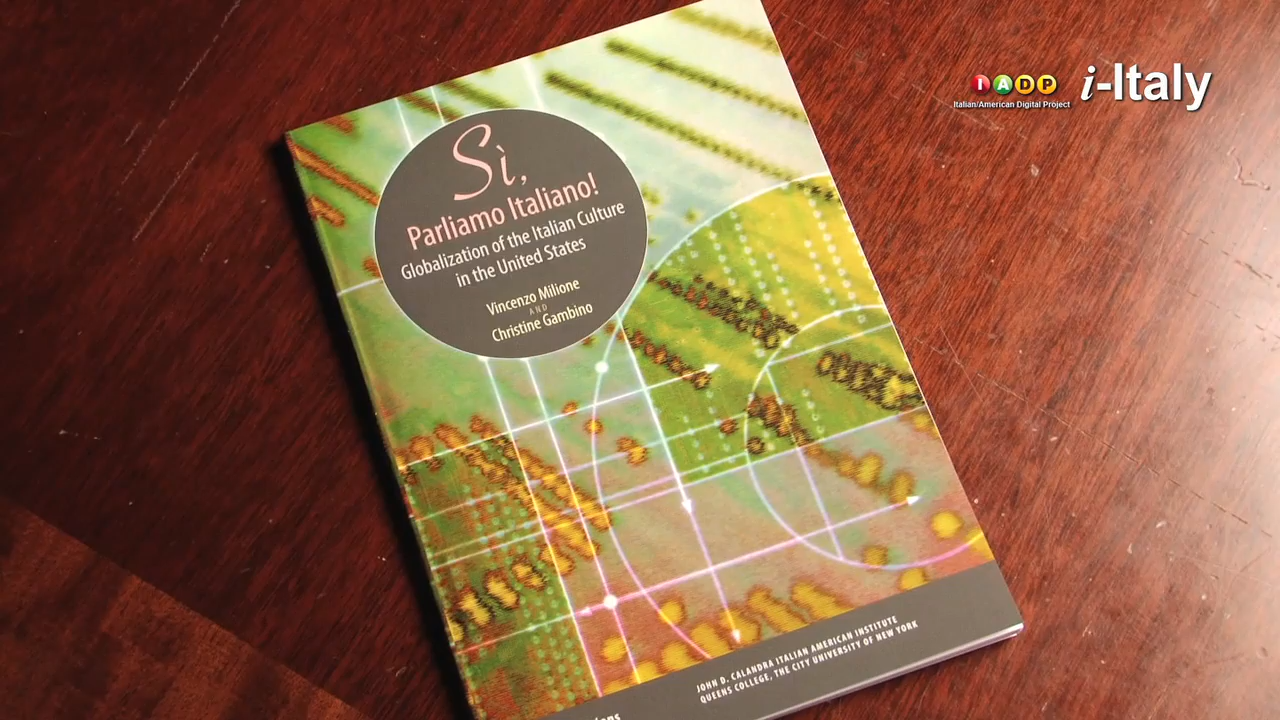 Sì,
Parliamo Italiano!
Globalization of the Italian Culture
in the United States
Vincenzo Milione
AND
Christine Gambino
JOHN D. CALANDRA ITALIAN AMERICAN INSTITUTE
QUEENS COLLEGE, THE CITY UNIVERSITY OF NEW YORK
IADP
Italian/American Digital Project
i-Italy